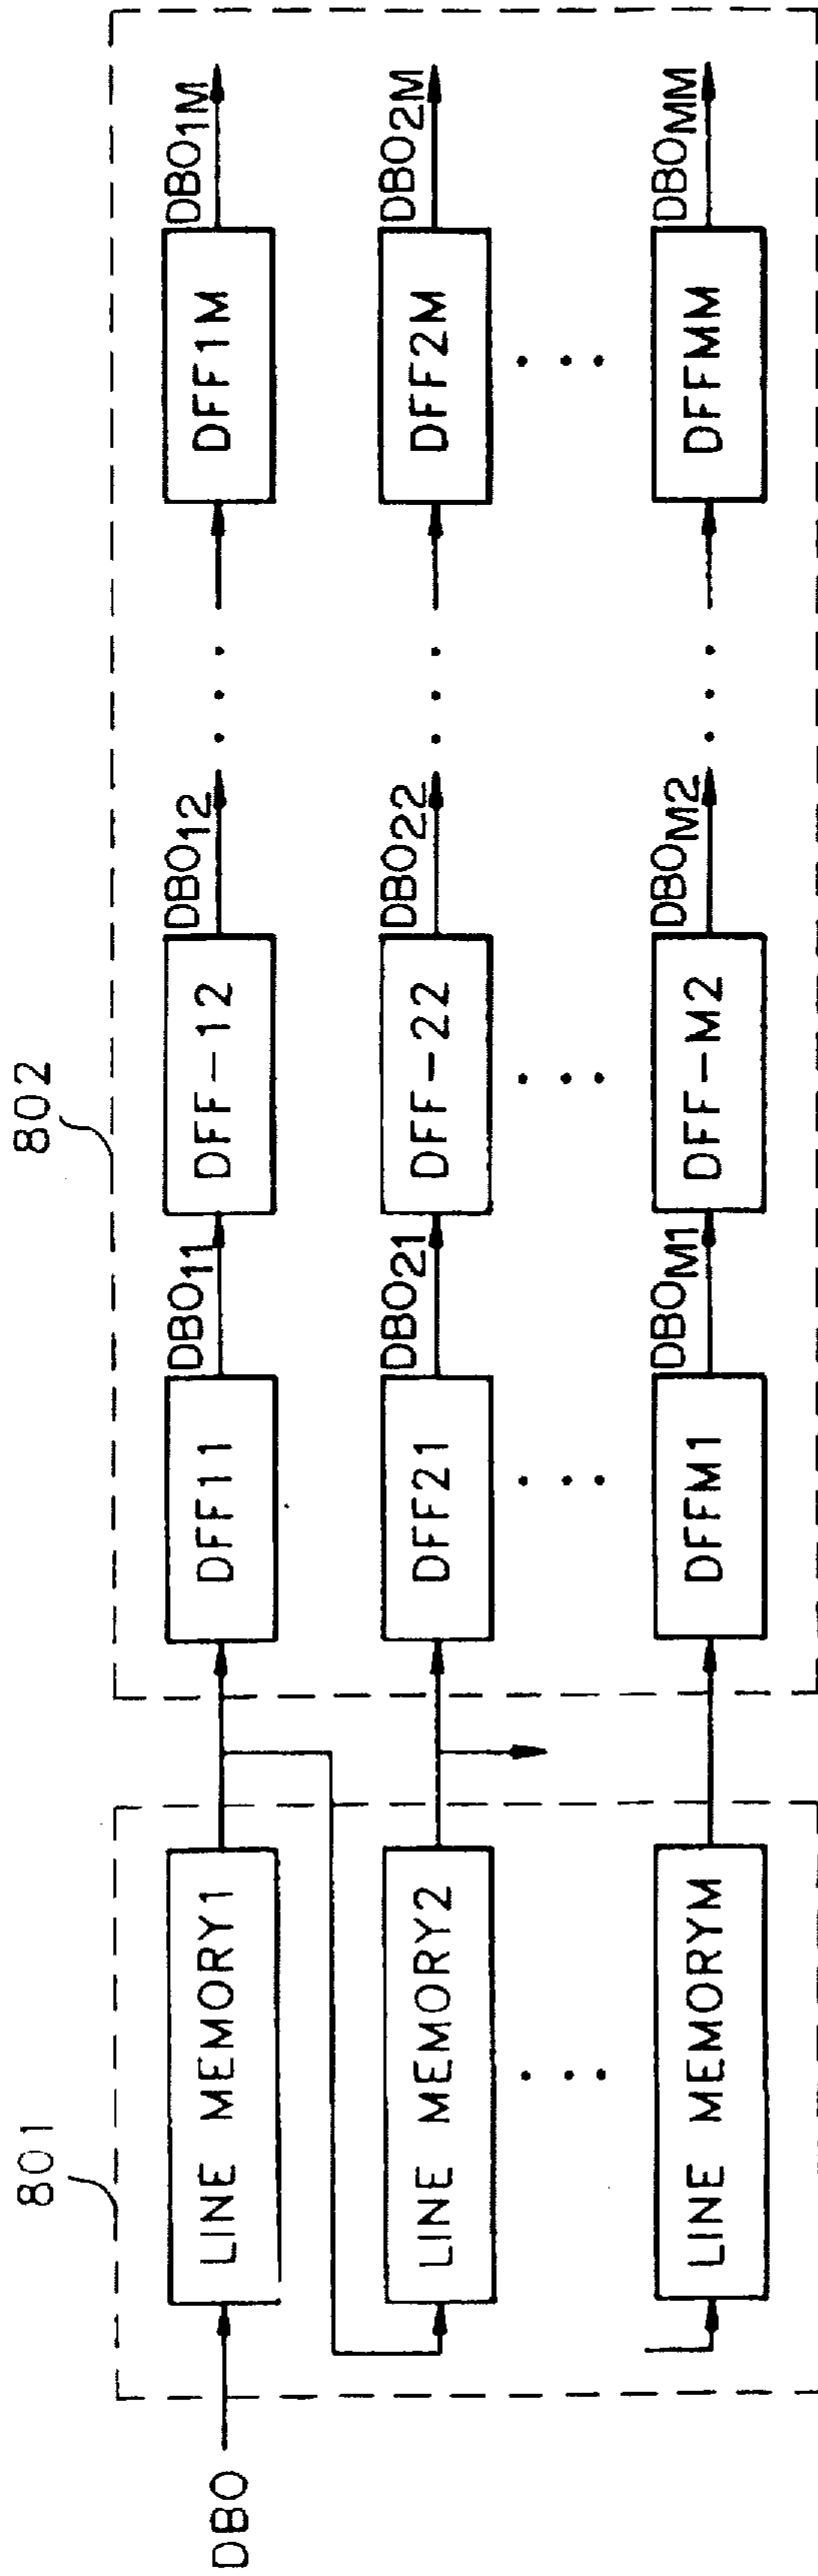 801
802
DBO
LINE MEMORY1
DFF11
DBO11
DFF-12
DBO12
DFF1M
DBO1M
LINE MEMORY2
DFF21
DBO21
DFF-22
DBO22
DFF2M
DBO2M
LINE MEMORYM
DFFM1
DBOM1
DFF-M2
DBOM2
DFFMM
DBOMM